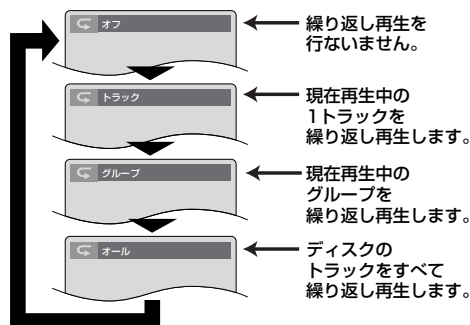 オフ
繰り返し再生を
行ないません。
トラック
現在再生中の
1トラックを
繰り返し再生します。
グループ
現在再生中の
グループを
繰り返し再生します。
オール
ディスクの
トラックをすべて
繰り返し再生します。